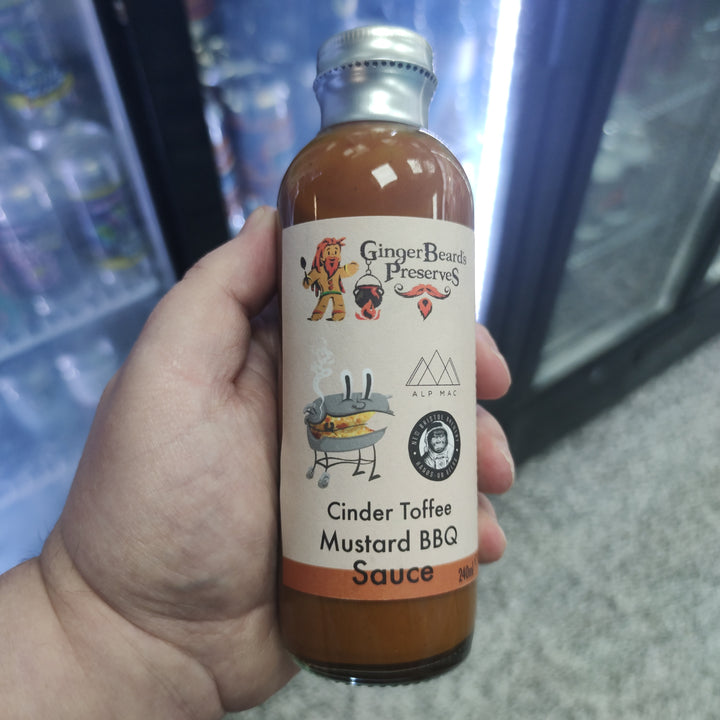 GingerBeard's
Preserves
ALP MAC
Cinder Toffee
Mustard BBQ
Sauce
240ml